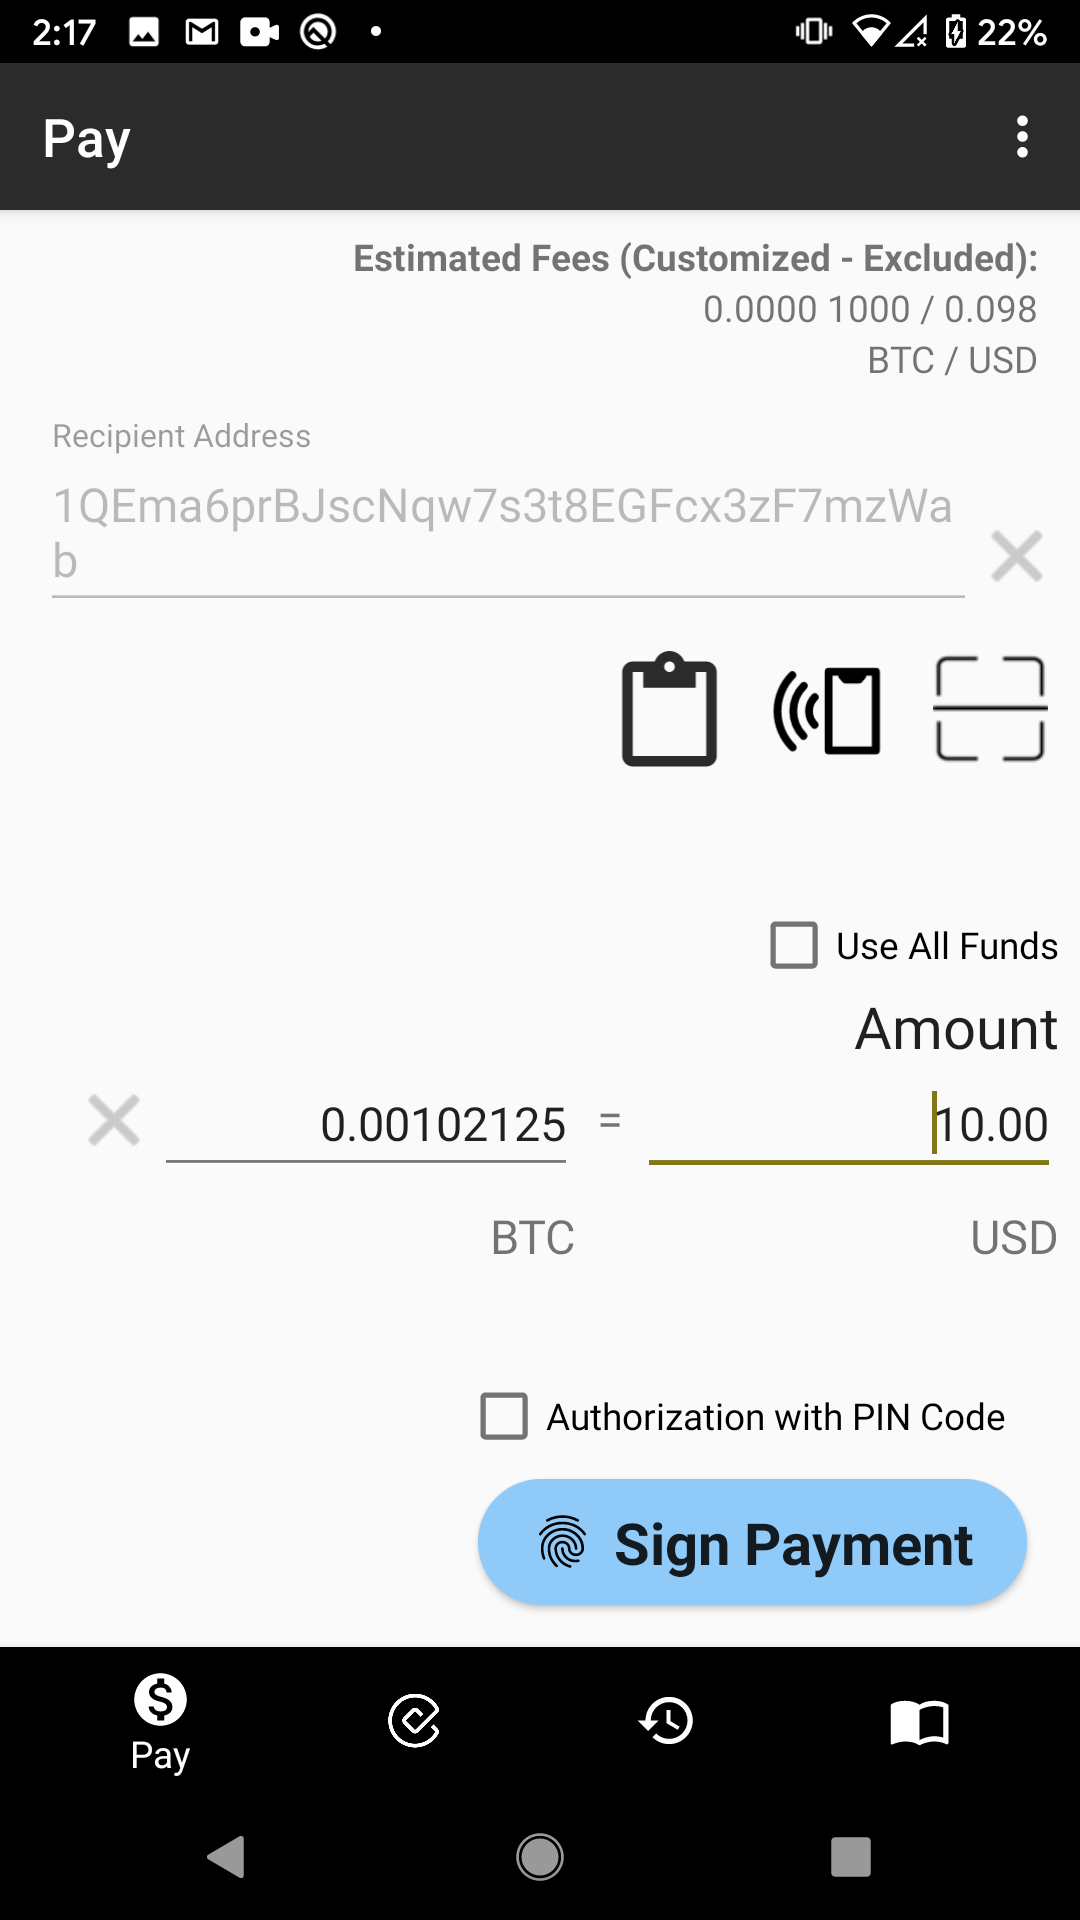 2:17
22%
Pay
Estimated Fees (Customized - Excluded):
0.0000 1000 / 0.098
BTC / USD
Recipient Address
1QEma6prBJscNqw7s3t8EGFcx3zF7mzWa
b
Use All Funds
Amount
0.00102125 = 10.00
BTC USD
Authorization with PIN Code
Sign Payment
Pay